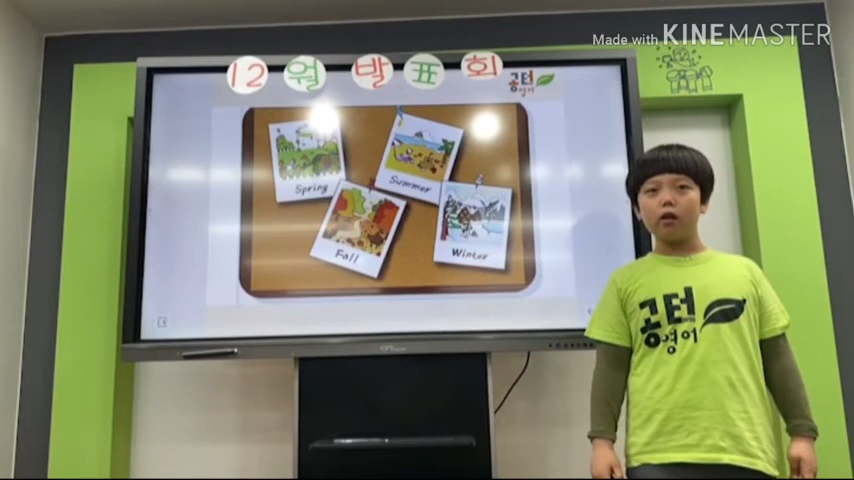 Made with KINEMASTER
12월 발표회
공터
영어
Spring
Summer
Fall
Winter
공터
영어